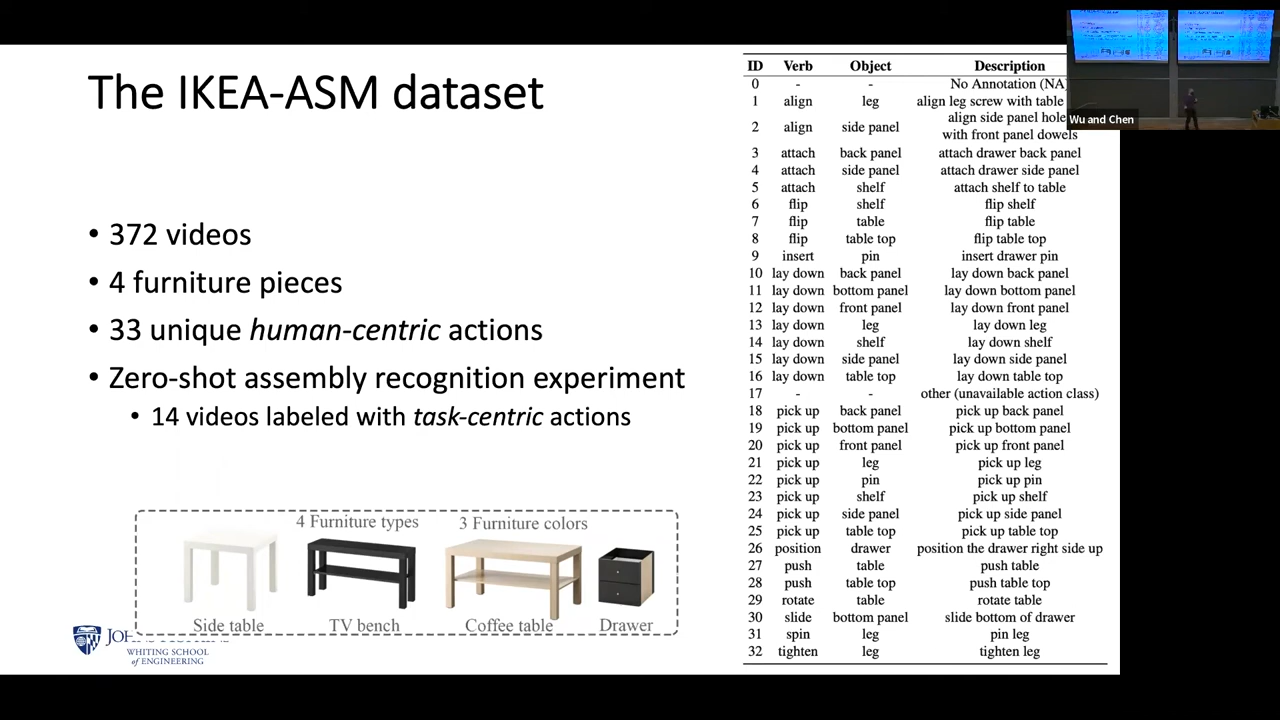 The IKEA-ASM dataset
• 372 videos
• 4 furniture pieces
• 33 unique human-centric actions
• Zero-shot assembly recognition experiment
• 14 videos labeled with task-centric actions
4 Furniture types 3 Furniture colors
Side table TV bench Coffee table Drawer
WHITING SCHOOL
of ENGINEERING
ID Verb Object Description
0 - - No Annotation (NA)
1 align leg align leg screw with table
2 align side panel align side panel hole
with front panel dowels
3 attach back panel attach drawer back panel
4 attach side panel attach drawer side panel
5 attach shelf attach shelf to table
6 flip shelf flip shelf
7 flip table flip table
8 flip table top flip table top
9 insert pin insert drawer pin
10 lay down back panel lay down back panel
11 lay down bottom panel lay down bottom panel
12 lay down front panel lay down front panel
13 lay down leg lay down leg
14 lay down shelf lay down shelf
15 lay down side panel lay down side panel
16 lay down table top lay down table top
17 - - other (unavailable action class)
18 pick up back panel pick up back panel
19 pick up bottom panel pick up bottom panel
20 pick up front panel pick up front panel
21 pick up leg pick up leg
22 pick up pin pick up pin
23 pick up shelf pick up shelf
24 pick up side panel pick up side panel
25 pick up table top pick up table top
26 position drawer position the drawer right side up
27 push table push table
28 push table top push table top
29 rotate table rotate table
30 slide bottom panel slide bottom of drawer
31 spin leg pin leg
32 tighten leg tighten leg
Wu and Chen